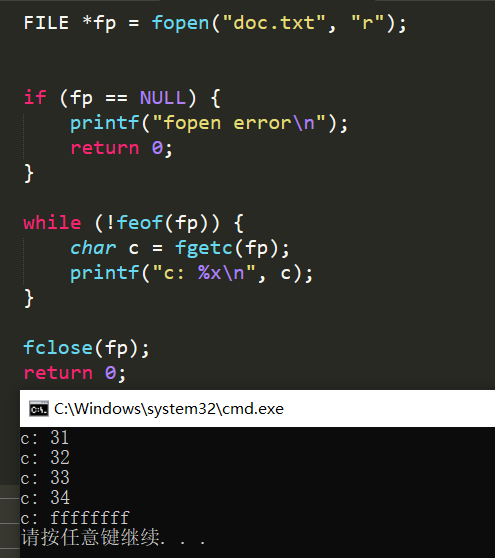 FILE *fp = fopen("doc.txt", "r");
if (fp == NULL) {
printf("fopen error\n");
return 0;
}
while (!feof(fp)) {
char c = fgetc(fp);
printf("c: %x\n", c);
}
fclose(fp);
return 0;
C:\Windows\system32\cmd.exe
c: 31
c: 32
c: 33
c: 34
c: ffffffff
请按任意键继续. . .